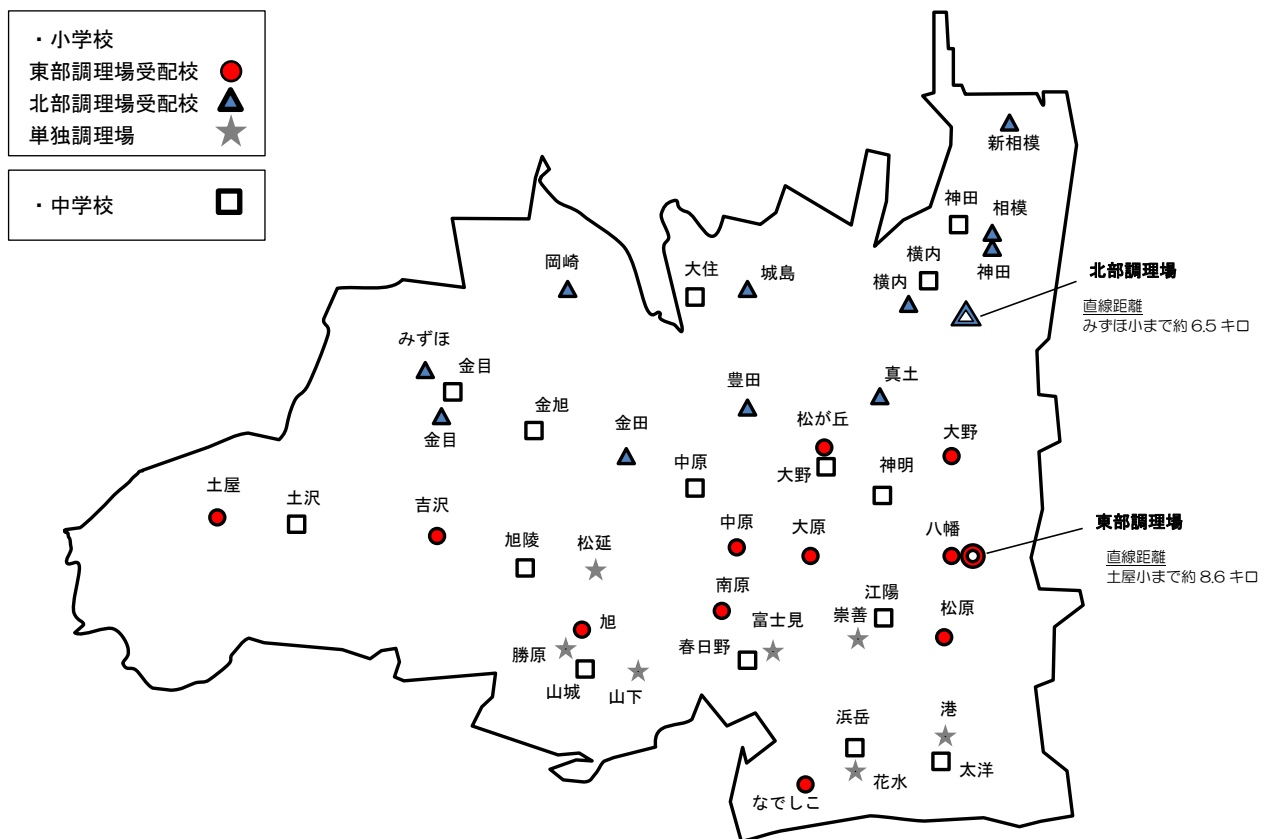 ・小学校
東部調理場受配校
北部調理場受配校
単独調理場
・中学校
新相模
神田
相模
横内
神田
横内
北部調理場
直線距離
みずほ小まで約 6.5 キロ
岡崎
大住
城島
みずほ
金目
金目
金旭
金田
豊田
真土
松が丘
大野
大野
中原
神明
土屋
土沢
吉沢
旭陵
松延
中原
大原
八幡
東部調理場
直線距離
土屋小まで約 8.6 キロ
南原
富士見
崇善
江陽
松原
旭
勝原
山城
山下
春日野
浜岳
港
花水
太洋
なでしこ